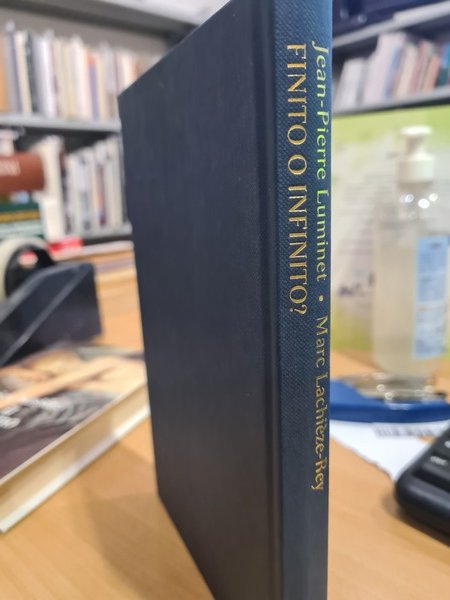 Jean-Pierre Luminet • Marc Lachièze-Rey
FINITO O INFINITO?